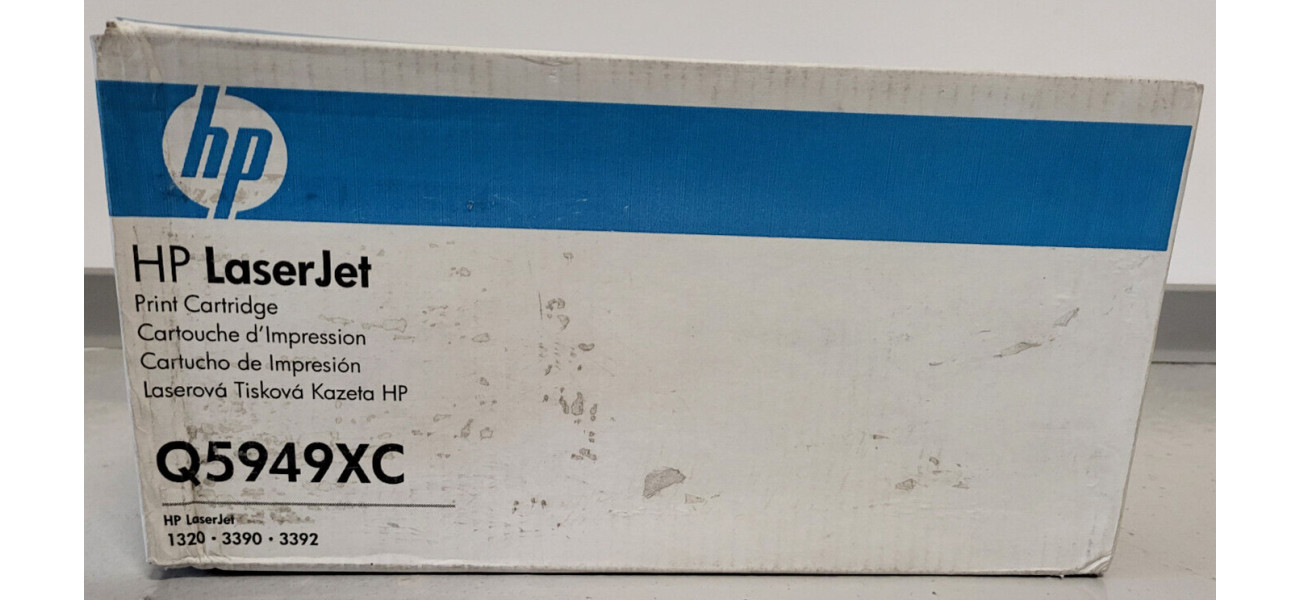 hp
HP LaserJet
Print Cartridge
Cartouche d'Impression
Cartucho de Impresión
Laserová Tisková Kazeta HP
Q5949XC
HP LaserJet
1320 · 3390 · 3392